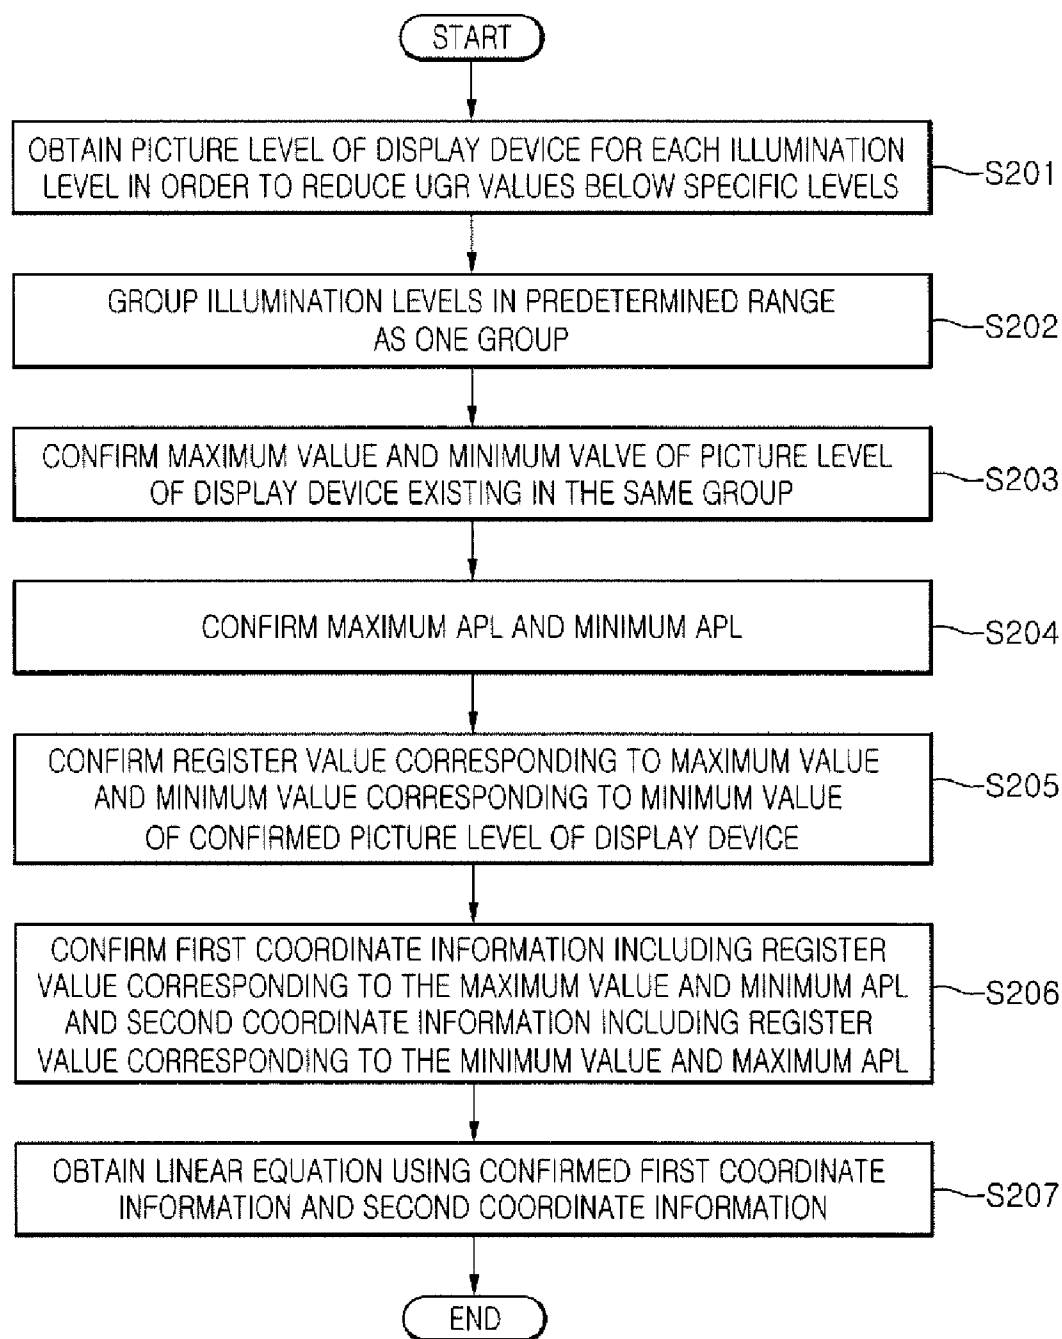 START
OBTAIN PICTURE LEVEL OF DISPLAY DEVICE FOR EACH ILLUMINATION
LEVEL IN ORDER TO REDUCE UGR VALUES BELOW SPECIFIC LEVELS
S201
GROUP ILLUMINATION LEVELS IN PREDETERMINED RANGE
AS ONE GROUP
S202
CONFIRM MAXIMUM VALUE AND MINIMUM VALVE OF PICTURE LEVEL
OF DISPLAY DEVICE EXISTING IN THE SAME GROUP
S203
CONFIRM MAXIMUM APL AND MINIMUM APL
S204
CONFIRM REGISTER VALUE CORRESPONDING TO MAXIMUM VALUE
AND MINIMUM VALUE CORRESPONDING TO MINIMUM VALUE
OF CONFIRMED PICTURE LEVEL OF DISPLAY DEVICE
S205
CONFIRM FIRST COORDINATE INFORMATION INCLUDING REGISTER
VALUE CORRESPONDING TO THE MAXIMUM VALUE AND MINIMUM APL
AND SECOND COORDINATE INFORMATION INCLUDING REGISTER
VALUE CORRESPONDING TO THE MINIMUM VALUE AND MAXIMUM APL
S206
OBTAIN LINEAR EQUATION USING CONFIRMED FIRST COORDINATE
INFORMATION AND SECOND COORDINATE INFORMATION
S207
END